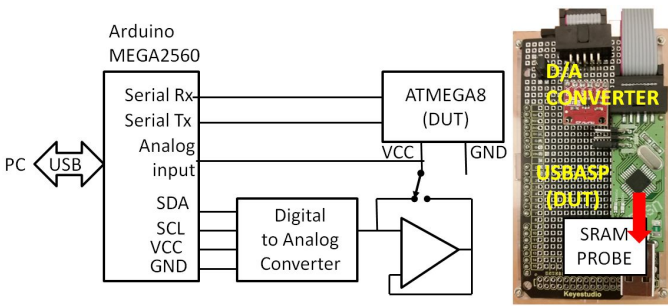 Arduino
MEGA2560
Serial Rx
Serial Tx
Analog
input
SDA
SCL
VCC
GND
PC
USB
ATMEGA8
(DUT)
VCC
GND
Digital
to Analog
Converter
D/A
CONVERTER
USBASP
(DUT)
SRAM
PROBE
Keyestudio